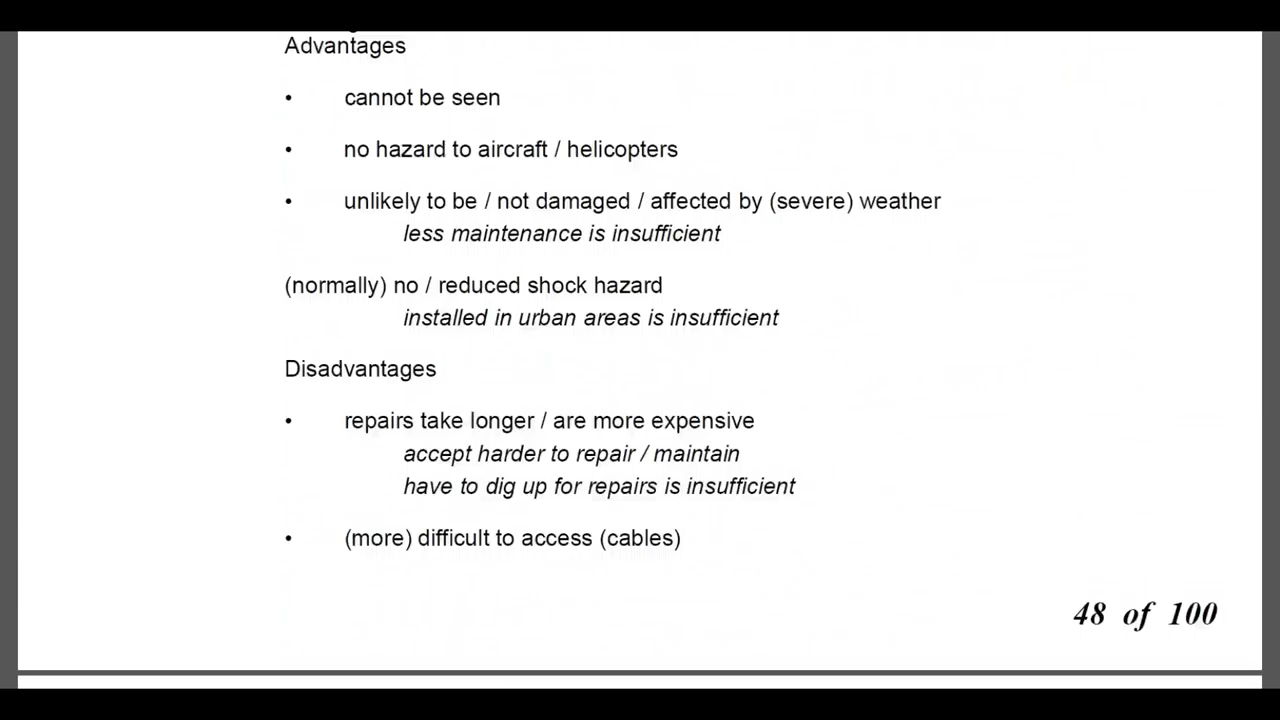 Advantages
• cannot be seen
• no hazard to aircraft / helicopters
• unlikely to be / not damaged / affected by (severe) weather
less maintenance is insufficient
(normally) no / reduced shock hazard
installed in urban areas is insufficient
Disadvantages
• repairs take longer / are more expensive
accept harder to repair / maintain
have to dig up for repairs is insufficient
• (more) difficult to access (cables)
48 of 100